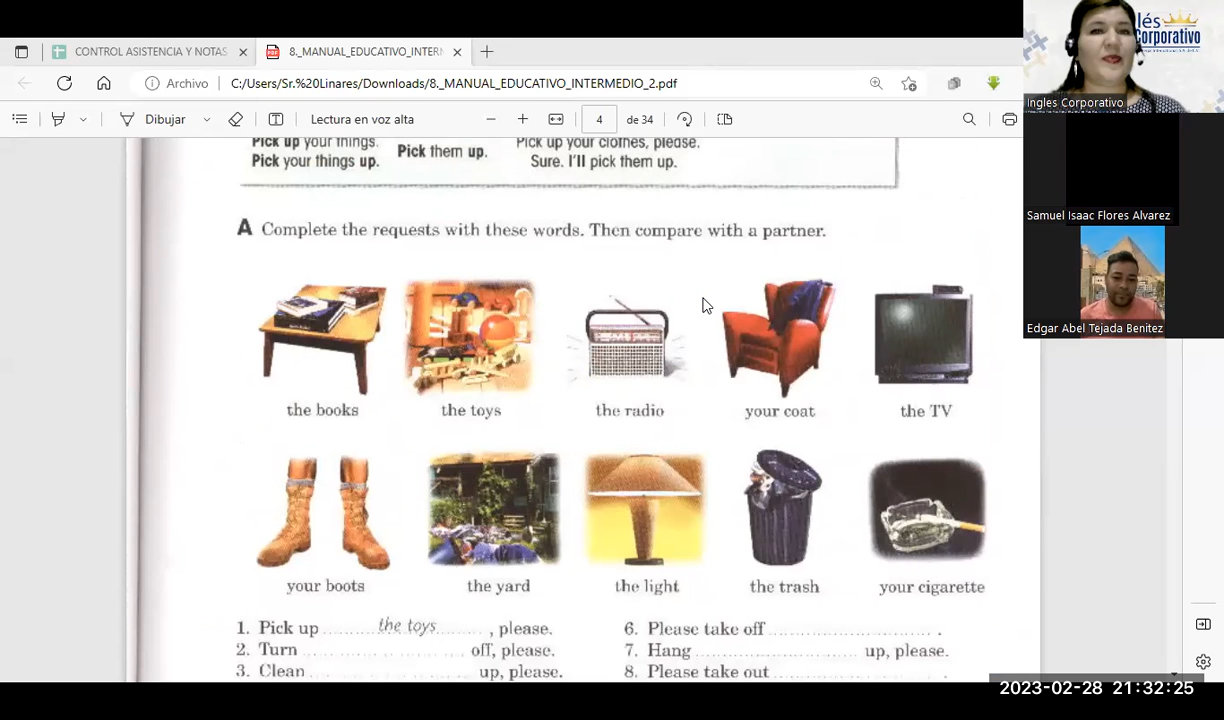 CONTROL ASISTENCIA Y NOTAS
8._MANUAL_EDUCATIVO_INTERM
Archivo
C:/Users/Sr.%20Linares/Downloads/8._MANUAL_EDUCATIVO_INTERMEDIO_2.pdf
Dibujar
Lectura en voz alta
4
de 34
Pick up your things.
Pick your things up.
Pick them up.
Pick up your clothes, please.
Sure. I'll pick them up.
A Complete the requests with these words. Then compare with a partner.
the books
the toys
the radio
your coat
the TV
your boots
the yard
the light
the trash
your cigarette
1. Pick up the toys, please.
2. Turn off, please.
3. Clean up, please.
6. Please take off .
7. Hang up, please.
8. Please take out
lés
Corporativo
Ingles Corporativo
Samuel Isaac Flores Alvarez
Edgar Abel Tejada Benitez
2023-02-28 21:32:25